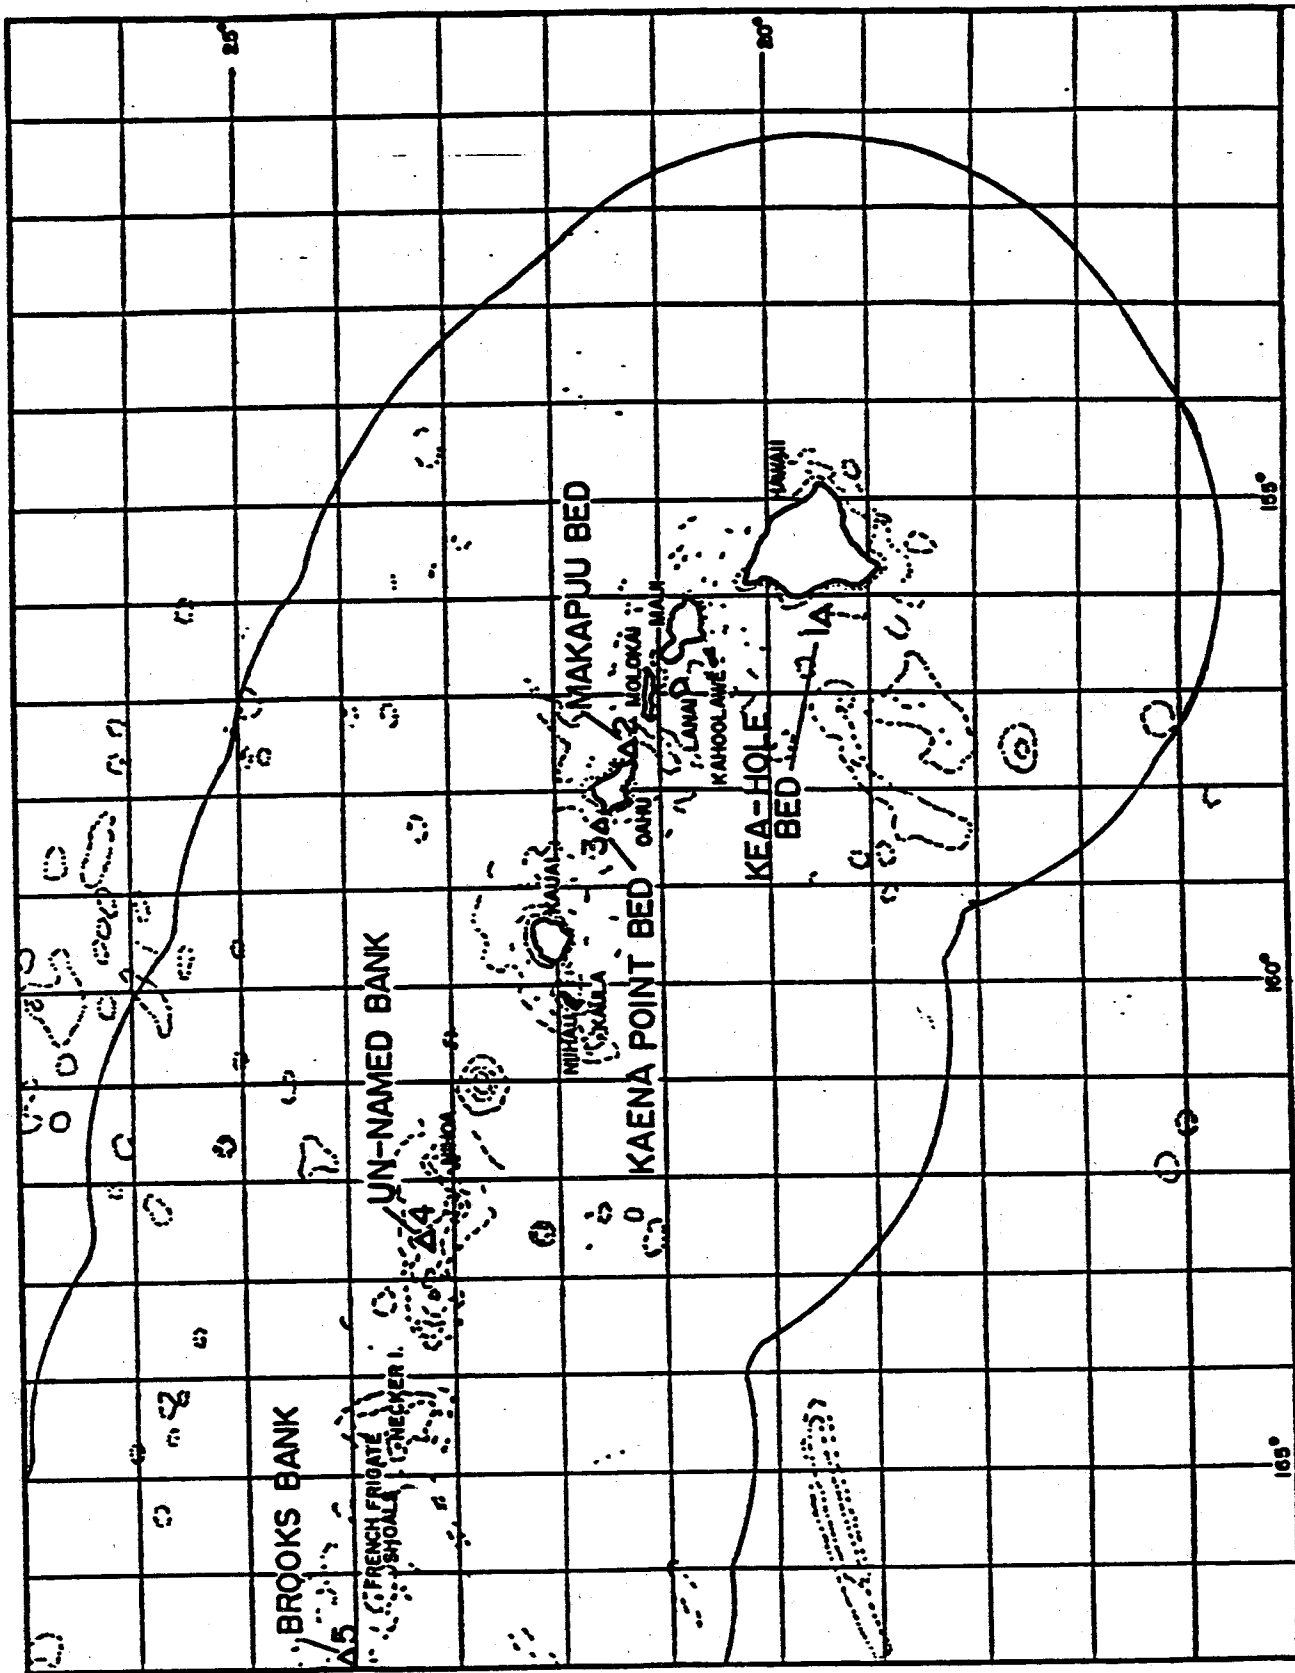 25°
20°
155°
160°
165°
BROOKS BANK
△5
FRENCH FRIGATE
SHOALS
NECKER I.
UN-NAMED BANK
△4
NIHOA
NIIHAU
KAULA
KAUAI
KAENA POINT BED
3△
OAHU
MAKAPUU BED
△2
MOLOKAI
MAUI
LANAI
KAHOOLAWE
KEA-HOLE
BED
1△
HAWAII